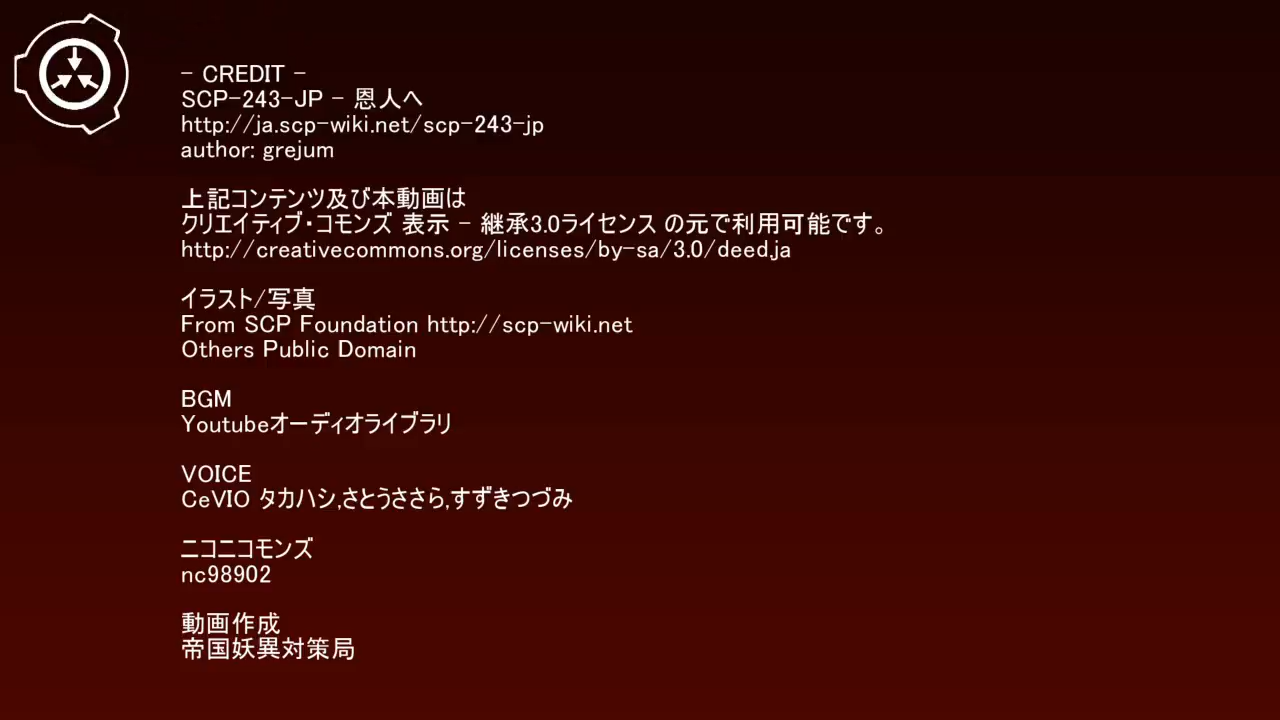 - CREDIT -
SCP-243-JP - 恩人へ
http://ja.scp-wiki.net/scp-243-jp
author: grejum
上記コンテンツ及び本動画は
クリエイティブ・コモンズ 表示 - 継承3.0ライセンス の元で利用可能です。
http://creativecommons.org/licenses/by-sa/3.0/deed.ja
イラスト/写真
From SCP Foundation http://scp-wiki.net
Others Public Domain
BGM
Youtubeオーディオライブラリ
VOICE
CeVIO タカハシ,さとうささら,すずきつづみ
ニコニコモンズ
nc98902
動画作成
帝国妖異対策局